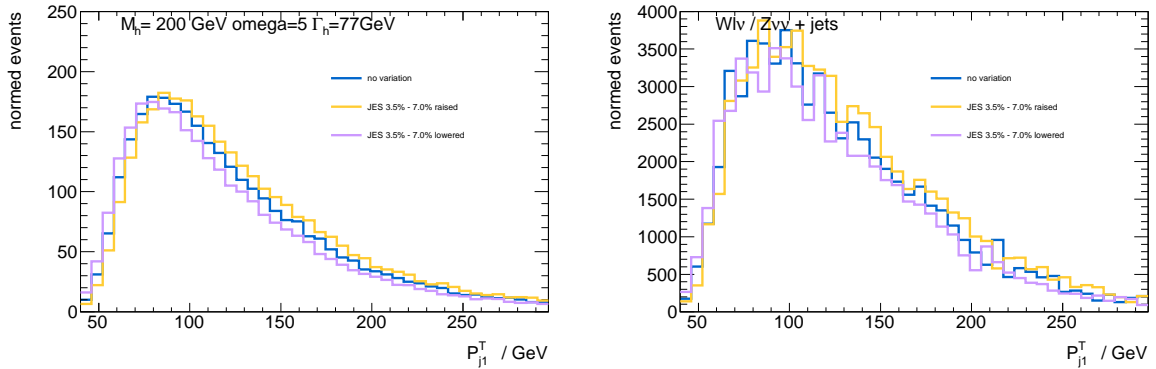 M_h= 200 GeV omega=5 Γ_h=77GeV
normed events
250
200
150
100
50
0
no variation
JES 3.5% - 7.0% raised
JES 3.5% - 7.0% lowered
50 100 150 200 250
P_j1^T / GeV
Wlν / Zνν + jets
normed events
4000
3500
3000
2500
2000
1500
1000
500
0
no variation
JES 3.5% - 7.0% raised
JES 3.5% - 7.0% lowered
50 100 150 200 250
P_j1^T / GeV